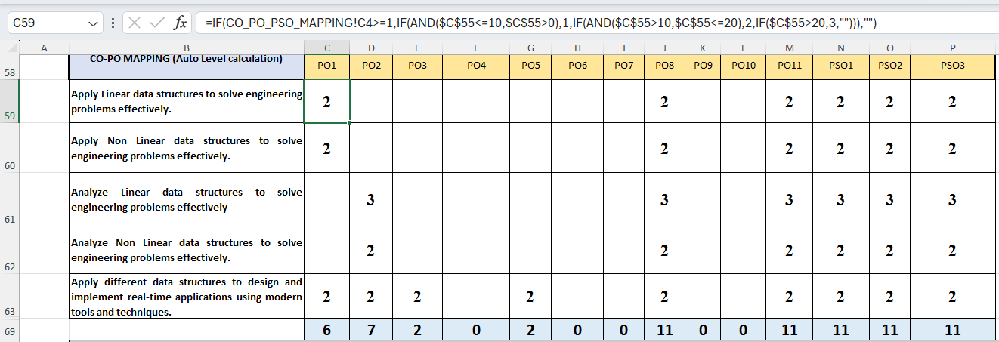 C59
fx =IF(CO_PO_PSO_MAPPING!C4>=1,IF(AND($C$55<=10,$C$55>0),1,IF(AND($C$55>10,$C$55<=20),2,IF($C$55>20,3,""))),"")
A B C D E F G H I J K L M N O P
58 CO-PO MAPPING (Auto Level calculation) PO1 PO2 PO3 PO4 PO5 PO6 PO7 PO8 PO9 PO10 PO11 PSO1 PSO2 PSO3
Apply Linear data structures to solve engineering
problems effectively.
59 2 2 2 2 2 2
Apply Non Linear data structures to solve
engineering problems effectively.
60 2 2 2 2 2 2
Analyze Linear data structures to solve
engineering problems effectively
61 3 3 3 3 3 3
Analyze Non Linear data structures to solve
engineering problems effectively.
62 2 2 2 2 2 2
Apply different data structures to design and
implement real-time applications using modern
tools and techniques.
63 2 2 2 2 2 2 2 2 2
69 6 7 2 0 2 0 0 11 0 0 11 11 11 11